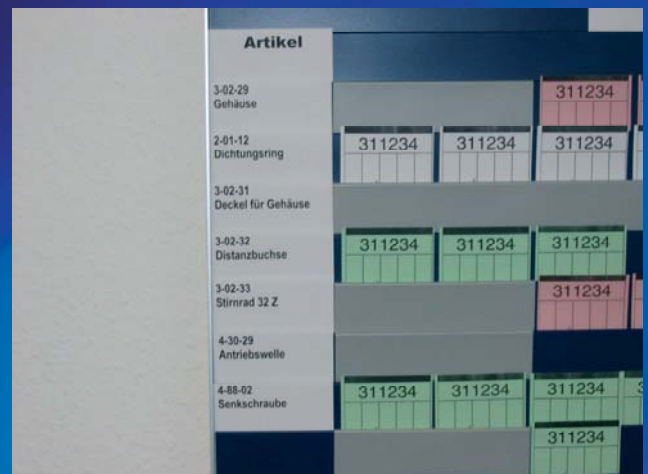 Artikel
3-02-29
Gehäuse
311234
2-01-12
Dichtungsring
311234 311234 311234
3-02-31
Deckel für Gehäuse
3-02-32
Distanzbuchse
311234 311234 311234
3-02-33
Stirnrad 32 Z
311234
4-30-29
Antriebswelle
4-88-02
Senkschraube
311234 311234 311234 3
311234